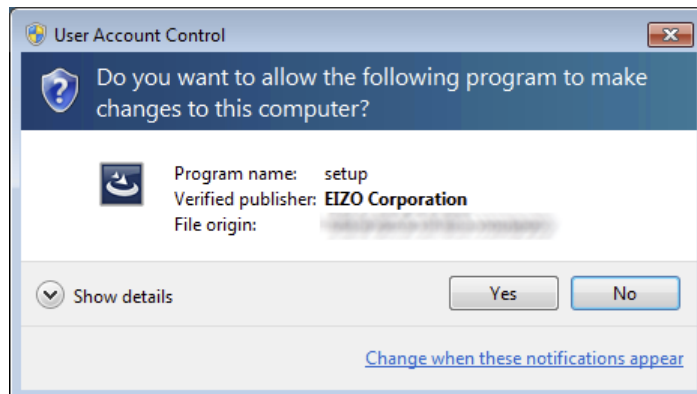 User Account Control
Do you want to allow the following program to make
changes to this computer?
Program name: setup
Verified publisher: EIZO Corporation
File origin:
Show details
Yes
No
Change when these notifications appear